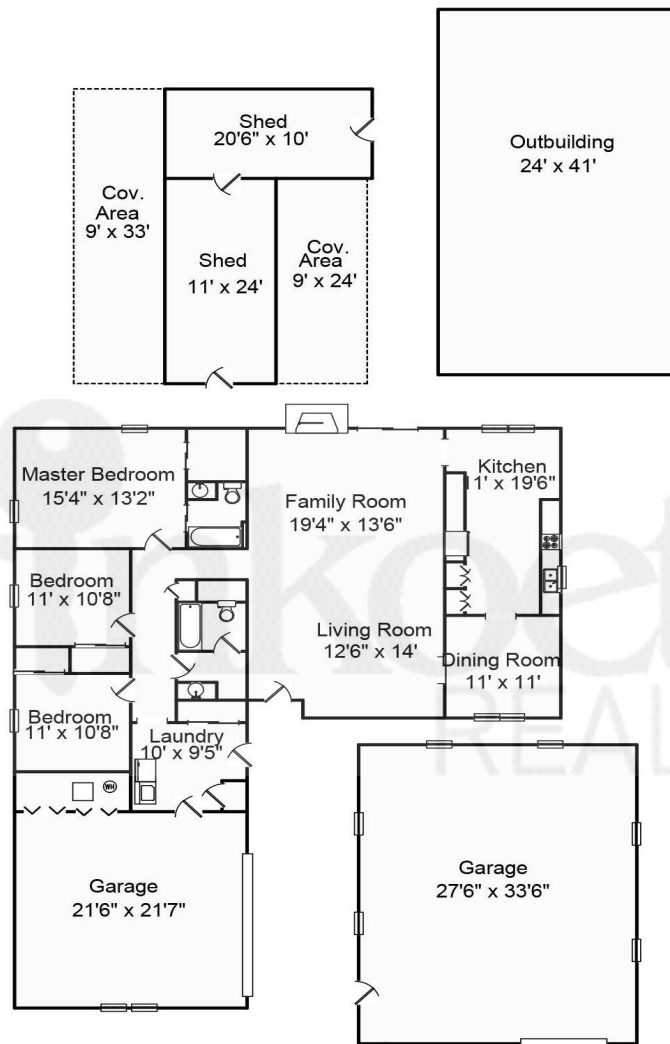 Shed
20'6" x 10'
Outbuilding
24' x 41'
Cov.
Area
9' x 33'
Shed
11' x 24'
Cov.
Area
9' x 24'
Master Bedroom
15'4" x 13'2"
Family Room
19'4" x 13'6"
Kitchen
1' x 19'6"
Bedroom
11' x 10'8"
Living Room
12'6" x 14'
Dining Room
11' x 11'
Bedroom
11' x 10'8"
Laundry
10' x 9'5"
WH
Garage
21'6" x 21'7"
Garage
27'6" x 33'6"
inkoet
REAL